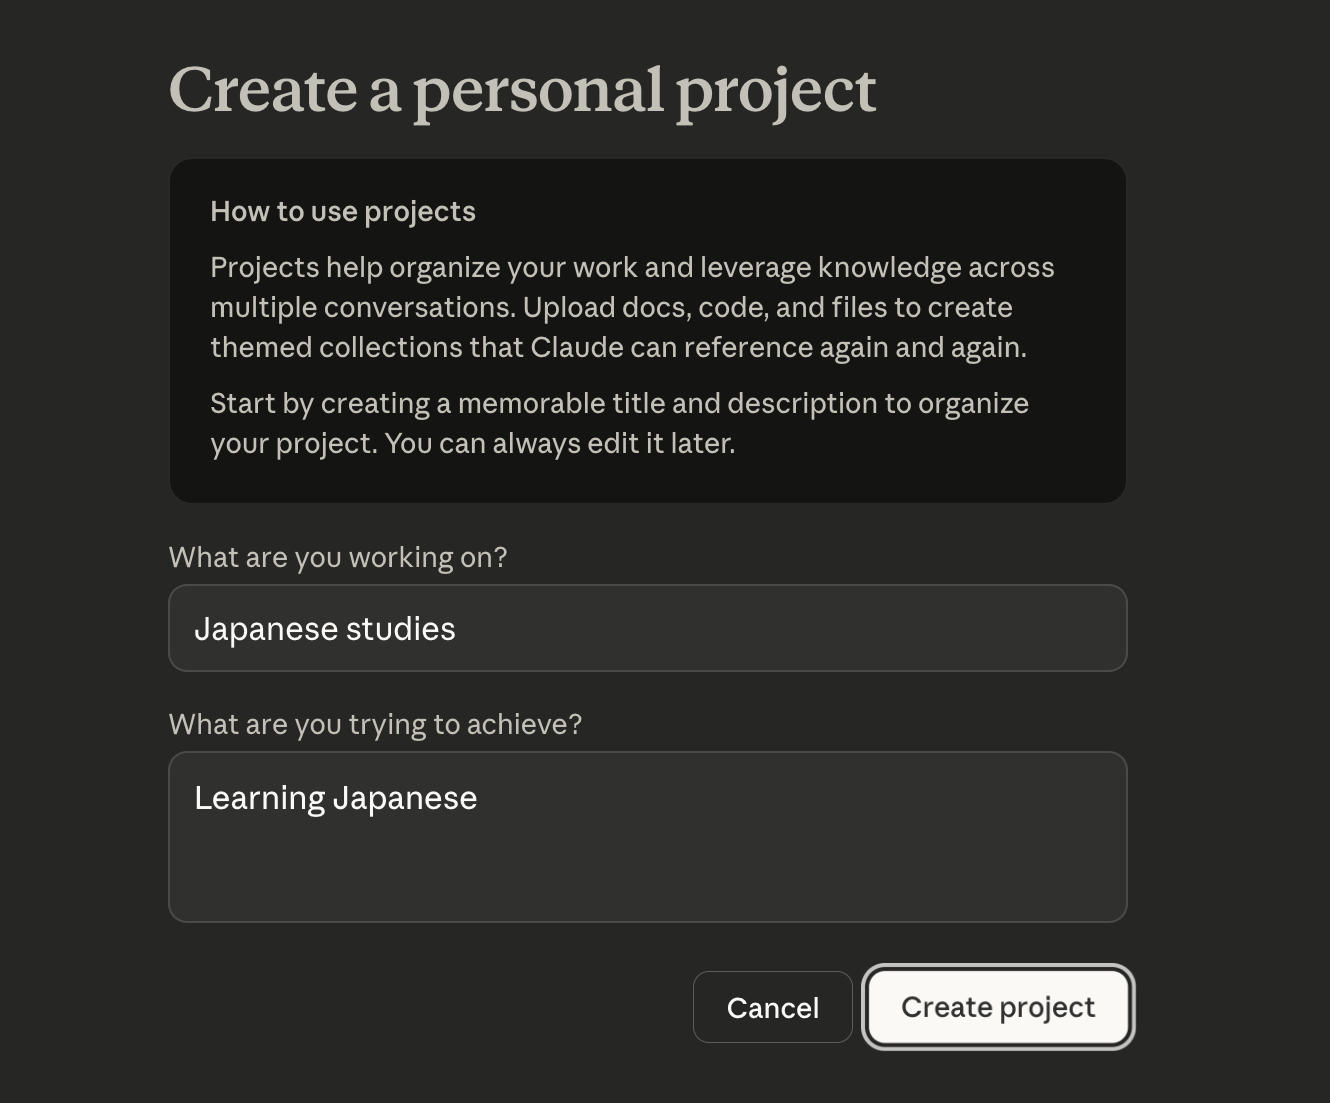 Create a personal project
How to use projects
Projects help organize your work and leverage knowledge across
multiple conversations. Upload docs, code, and files to create
themed collections that Claude can reference again and again.
Start by creating a memorable title and description to organize
your project. You can always edit it later.
What are you working on?
Japanese studies
What are you trying to achieve?
Learning Japanese
Cancel
Create project